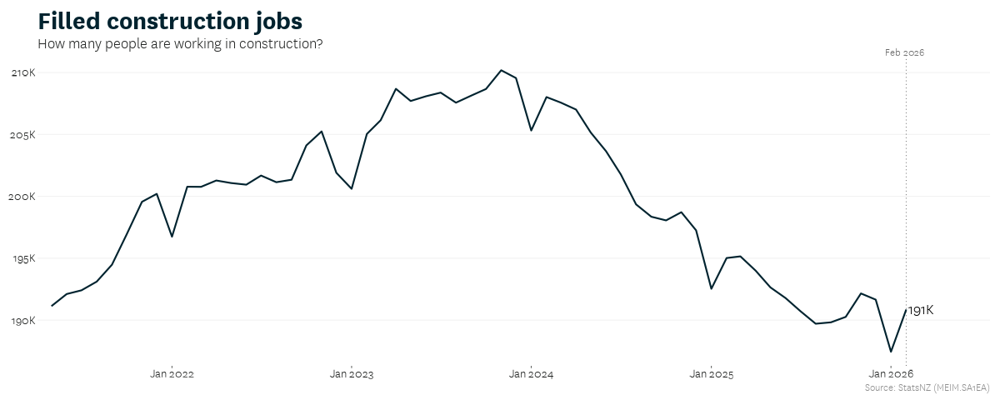 Filled construction jobs
How many people are working in construction?
Feb 2026
210K
205K
200K
195K
190K
191K
Jan 2022
Jan 2023
Jan 2024
Jan 2025
Jan 2026
Source: StatsNZ (MEIM.SA1EA)